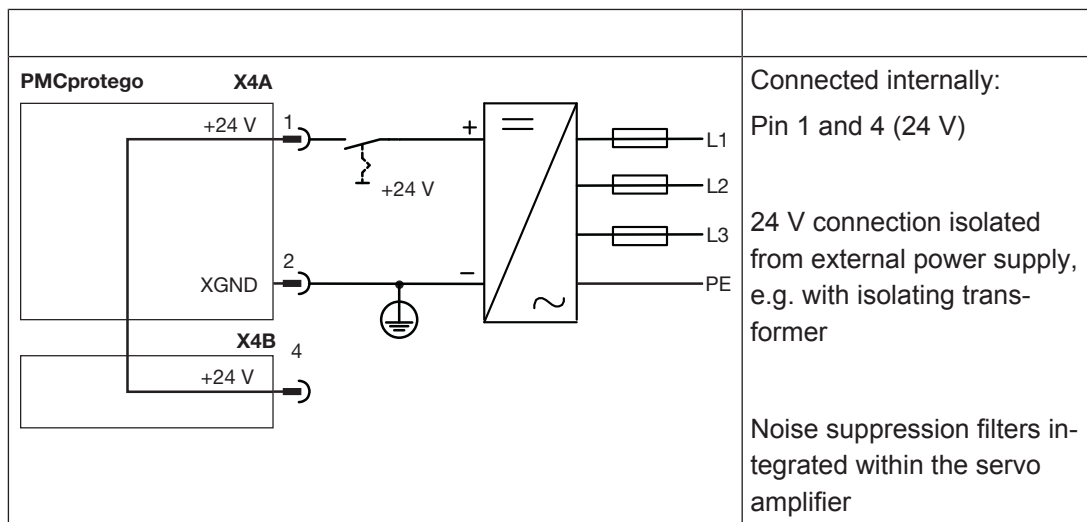 PMCprotego X4A
+24 V 1
+
L1
+24 V
L2
L3
XGND 2
–
PE
X4B 4
+24 V
Connected internally:
Pin 1 and 4 (24 V)
24 V connection isolated
from external power supply,
e.g. with isolating trans-
former
Noise suppression filters in-
tegrated within the servo
amplifier